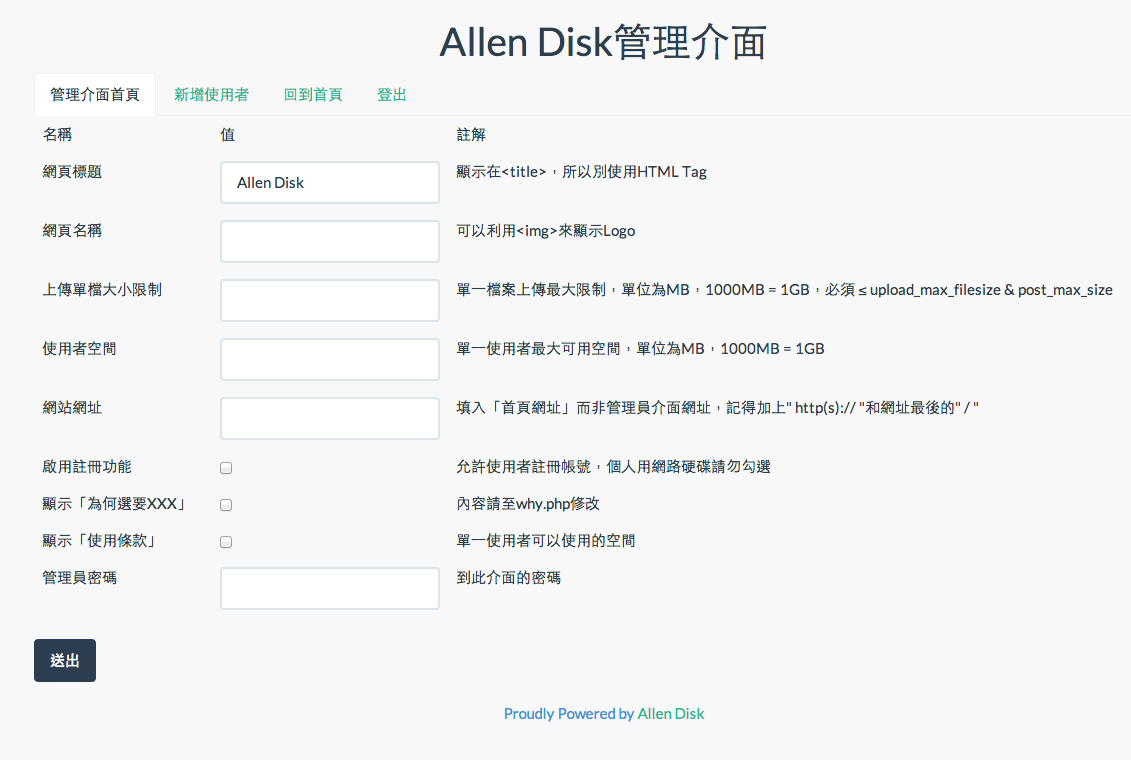 Allen Disk管理介面
管理介面首頁 新增使用者 回到首頁 登出
名稱 值 註解
網頁標題 Allen Disk 顯示在<title>，所以別使用HTML Tag
網頁名稱 可以利用<img>來顯示Logo
上傳單檔大小限制 單一檔案上傳最大限制，單位為MB，1000MB = 1GB，必須 ≤ upload_max_filesize & post_max_size
使用者空間 單一使用者最大可用空間，單位為MB，1000MB = 1GB
網站網址 填入「首頁網址」而非管理員介面網址，記得加上" http(s):// "和網址最後的" / "
啟用註冊功能 允許使用者註冊帳號，個人用網路硬碟請勿勾選
顯示「為何選要XXX」 內容請至why.php修改
顯示「使用條款」 單一使用者可以使用的空間
管理員密碼 到此介面的密碼
送出
Proudly Powered by Allen Disk